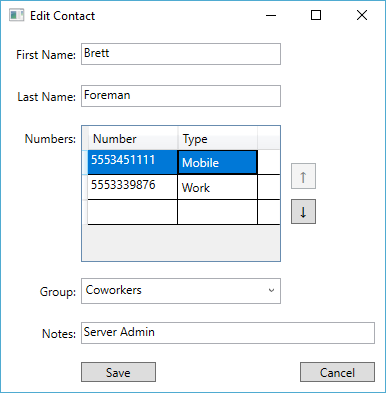 Edit Contact
First Name: Brett
Last Name: Foreman
Numbers: Number Type
5553451111 Mobile
5553339876 Work
↑
↓
Group: Coworkers
Notes: Server Admin
Save Cancel